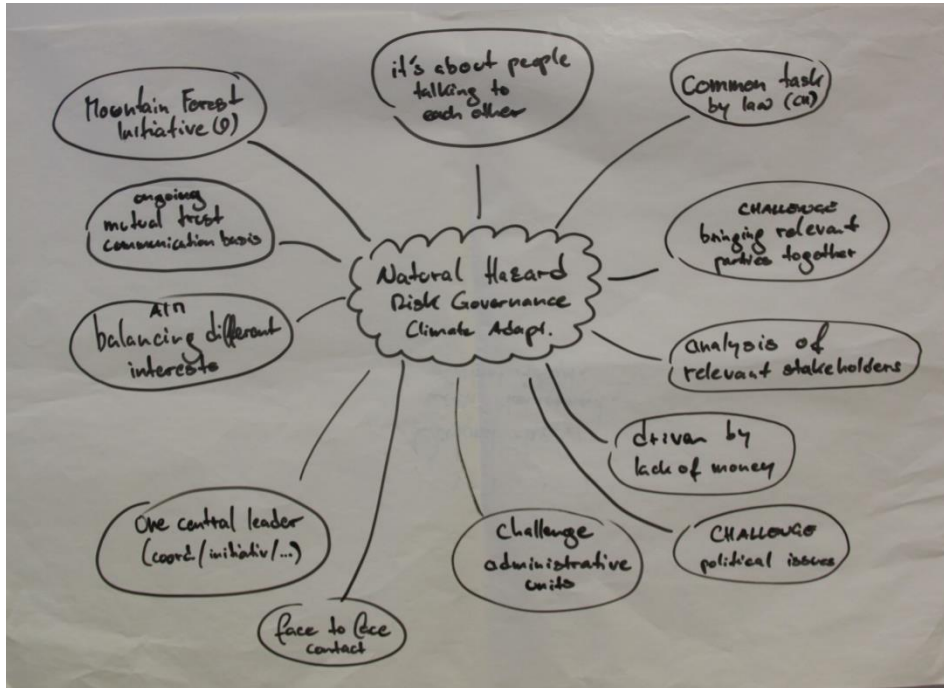 Mountain Forest
Initiative (D)
it's about people
talking to
each other
Common task
by law (CH)
ongoing
mutual trust
communication basis
CHALLENGE
bringing relevant
parties together
Natural Hazard
Risk Governance
Climate Adapt.
AIM
balancing different
interests
analysis of
relevant stakeholders
driven by
lack of money
One central leader
(coord/initiativ/...)
Challenge
administrative
units
CHALLENGE
political issues
face to face
contact